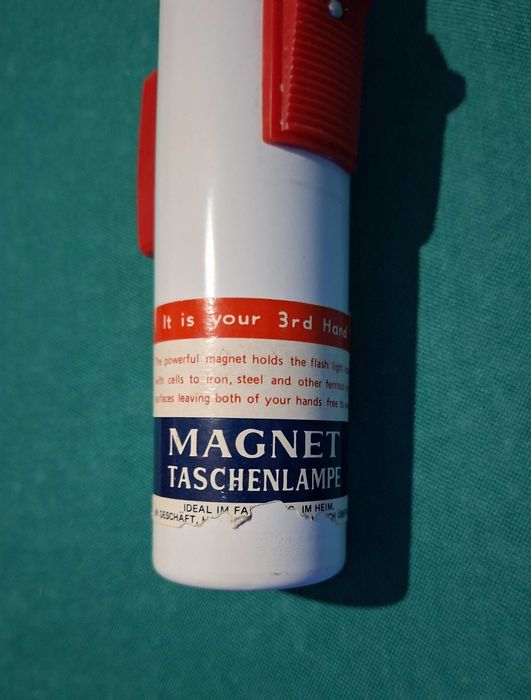 It is your 3rd Hand
The powerful magnet holds the flash light
with cells to iron, steel and other ferrous
surfaces leaving both of your hands free to
MAGNET
TASCHENLAMPE
IDEAL IM IM HEIM,
GESCHÄFT,